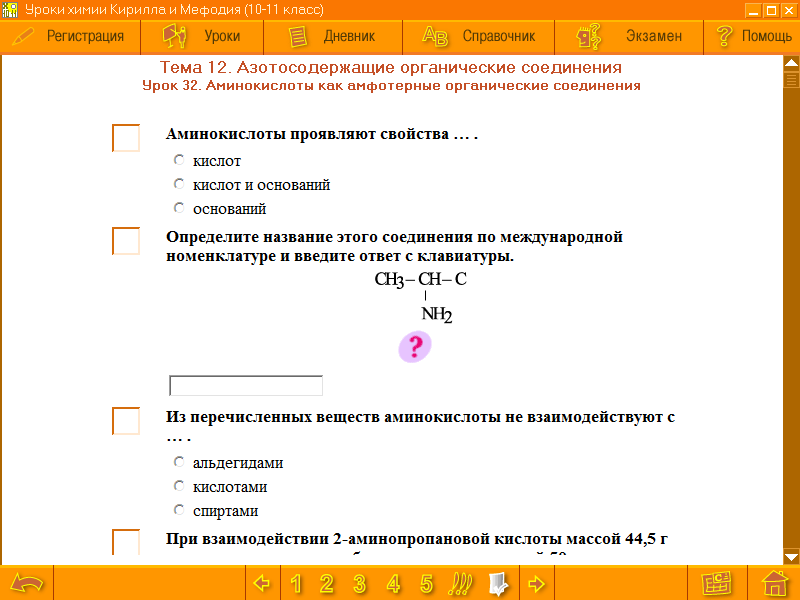 Уроки химии Кирилла и Мефодия (10-11 класс)
Регистрация Уроки Дневник Справочник Экзамен Помощь
Тема 12. Азотосодержащие органические соединения
Урок 32. Аминокислоты как амфотерные органические соединения
Аминокислоты проявляют свойства … .
кислот
кислот и оснований
оснований
Определите название этого соединения по международной
номенклатуре и введите ответ с клавиатуры.
CH3–CH–C
NH2
?
Из перечисленных веществ аминокислоты не взаимодействуют с
… .
альдегидами
кислотами
спиртами
При взаимодействии 2-аминопропановой кислоты массой 44,5 г
1 2 3 4 5